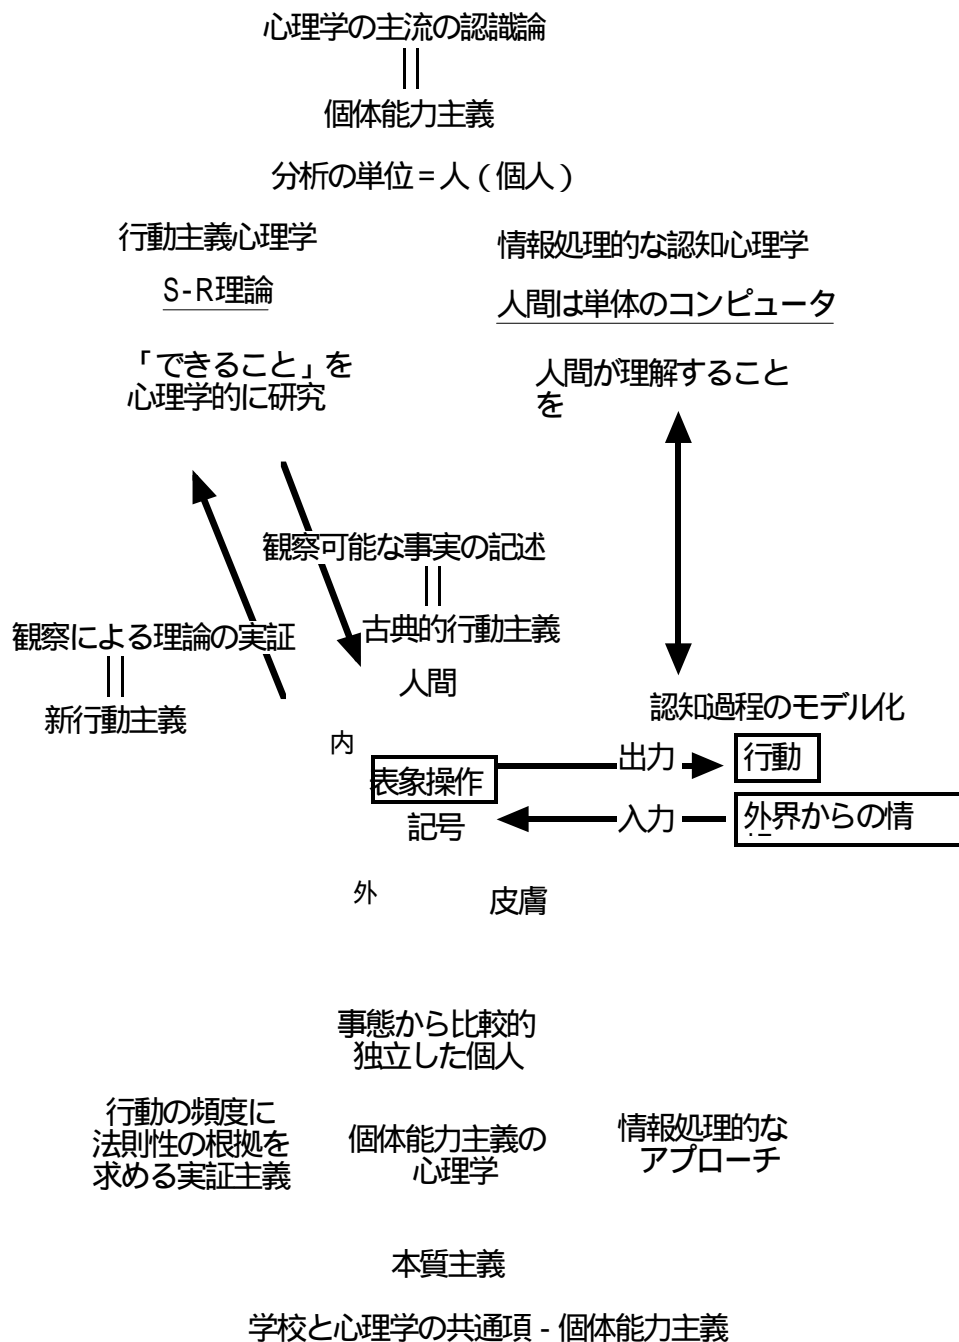 心理学の主流の認識論
個体能力主義
分析の単位 = 人 ( 個人 )
行動主義心理学
S-R理論
「できること」を
心理学的に研究
情報処理的な認知心理学
人間は単体のコンピュータ
人間が理解すること
を
観察可能な事実の記述
古典的行動主義
観察による理論の実証
新行動主義
人間
認知過程のモデル化
内
表象操作
出力
行動
記号
入力
外界からの情
外
皮膚
事態から比較的
独立した個人
行動の頻度に
法則性の根拠を
求める実証主義
個体能力主義の
心理学
情報処理的な
アプローチ
本質主義
学校と心理学の共通項 - 個体能力主義